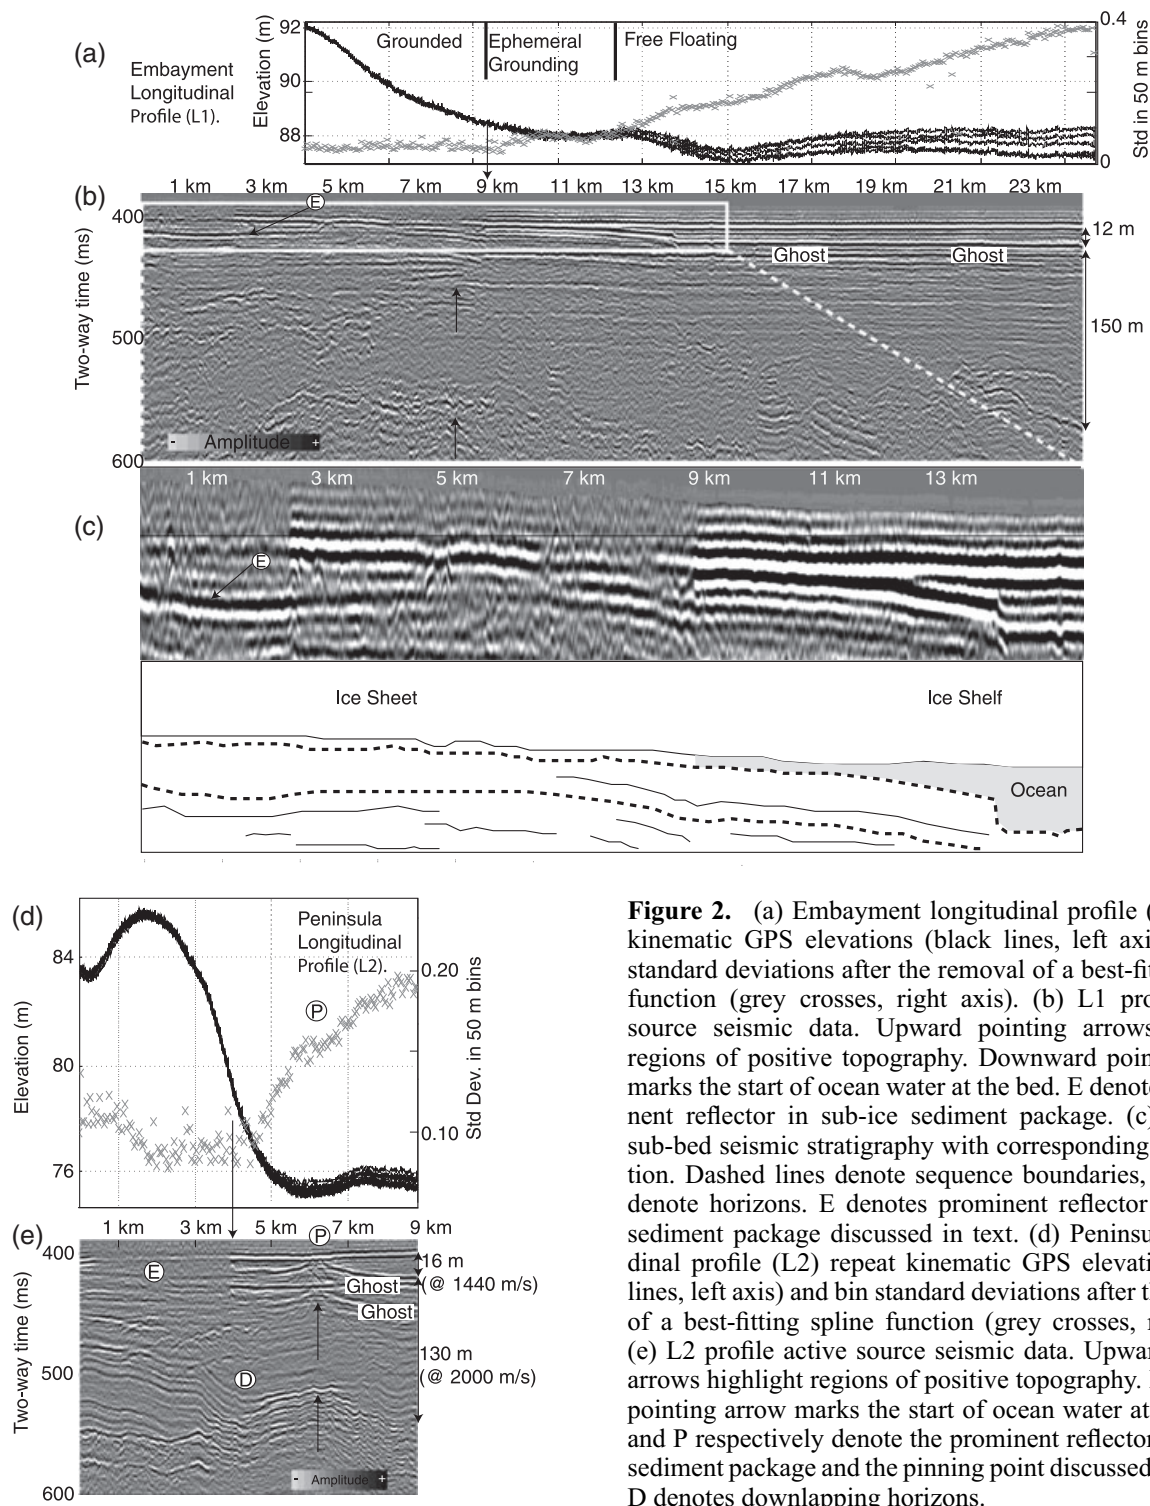 (a)
Embayment
Longitudinal
Profile (L1).
Elevation (m)
92
90
88
Grounded
Ephemeral
Grounding
Free Floating
0.4
0
Std in 50 m bins
1 km 3 km 5 km 7 km 9 km 11 km 13 km 15 km 17 km 19 km 21 km 23 km
(b)
Two-way time (ms)
400
500
600
E
Ghost
Ghost
12 m
150 m
- Amplitude +
1 km 3 km 5 km 7 km 9 km 11 km 13 km
(c)
E
Ice Sheet
Ice Shelf
Ocean
(d)
Peninsula
Longitudinal
Profile (L2).
Elevation (m)
84
80
76
P
0.20
0.10
Std Dev. in 50 m bins
1 km 3 km 5 km 7 km 9 km
(e)
Two-way time (ms)
400
500
600
E
P
D
Ghost
Ghost
16 m
(@ 1440 m/s)
130 m
(@ 2000 m/s)
- Amplitude +
Figure 2. (a) Embayment longitudinal profile (
kinematic GPS elevations (black lines, left axi
standard deviations after the removal of a best-fit
function (grey crosses, right axis). (b) L1 pro
source seismic data. Upward pointing arrows
regions of positive topography. Downward poin
marks the start of ocean water at the bed. E denote
nent reflector in sub-ice sediment package. (c)
sub-bed seismic stratigraphy with corresponding
tion. Dashed lines denote sequence boundaries,
denote horizons. E denotes prominent reflector
sediment package discussed in text. (d) Peninsu
dinal profile (L2) repeat kinematic GPS elevati
lines, left axis) and bin standard deviations after th
of a best-fitting spline function (grey crosses, r
(e) L2 profile active source seismic data. Upwar
arrows highlight regions of positive topography.
pointing arrow marks the start of ocean water at
and P respectively denote the prominent reflector
sediment package and the pinning point discussed
D denotes downlapping horizons.